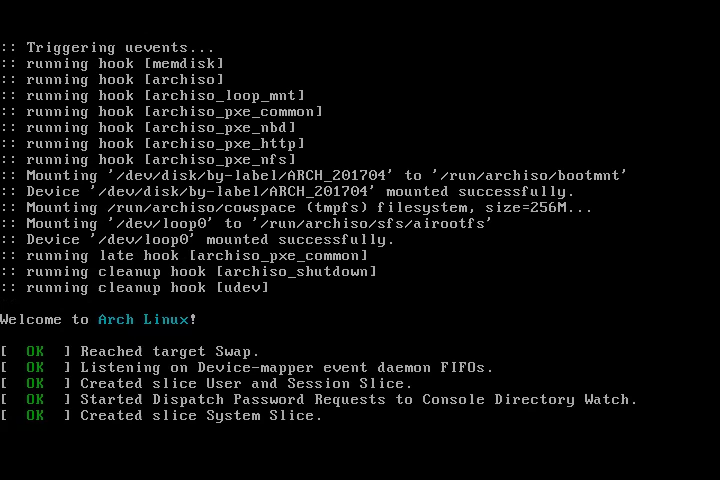 :: Triggering uevents...
:: running hook [memdisk]
:: running hook [archiso]
:: running hook [archiso_loop_mnt]
:: running hook [archiso_pxe_common]
:: running hook [archiso_pxe_nbd]
:: running hook [archiso_pxe_http]
:: running hook [archiso_pxe_nfs]
:: Mounting '/dev/disk/by-label/ARCH_201704' to '/run/archiso/bootmnt'
:: Device '/dev/disk/by-label/ARCH_201704' mounted successfully.
:: Mounting /run/archiso/cowspace (tmpfs) filesystem, size=256M...
:: Mounting '/dev/loop0' to '/run/archiso/sfs/airootfs'
:: Device '/dev/loop0' mounted successfully.
:: running late hook [archiso_pxe_common]
:: running cleanup hook [archiso_shutdown]
:: running cleanup hook [udev]
Welcome to Arch Linux!
[  OK  ] Reached target Swap.
[  OK  ] Listening on Device-mapper event daemon FIFOs.
[  OK  ] Created slice User and Session Slice.
[  OK  ] Started Dispatch Password Requests to Console Directory Watch.
[  OK  ] Created slice System Slice.